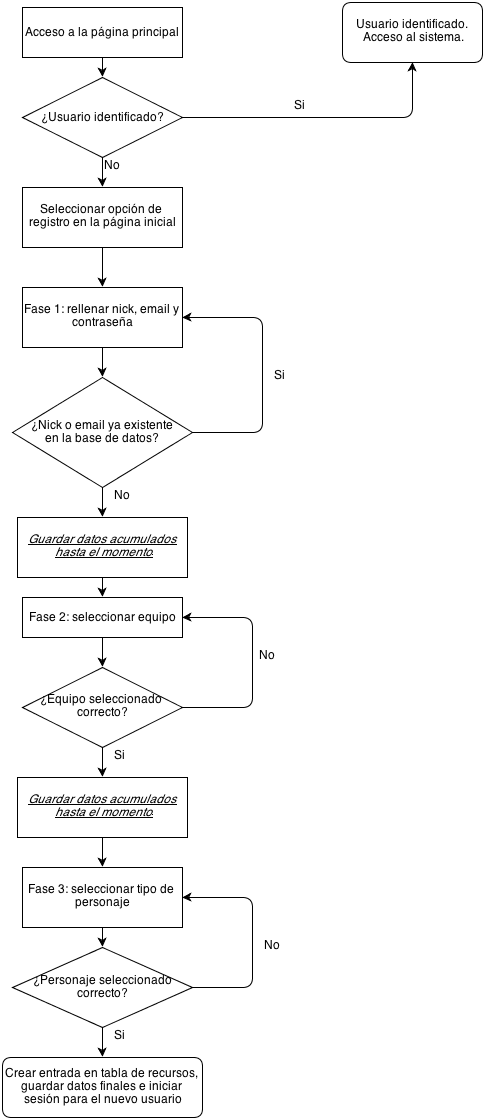 Acceso a la página principal
Usuario identificado.
Acceso al sistema.
¿Usuario identificado?
Si
No
Seleccionar opción de
registro en la página inicial
Fase 1: rellenar nick, email y
contraseña
Si
¿Nick o email ya existente
en la base de datos?
No
Guardar datos acumulados
hasta el momento
Fase 2: seleccionar equipo
No
¿Equipo seleccionado
correcto?
Si
Guardar datos acumulados
hasta el momento
Fase 3: seleccionar tipo de
personaje
No
¿Personaje seleccionado
correcto?
Si
Crear entrada en tabla de recursos,
guardar datos finales e iniciar
sesión para el nuevo usuario